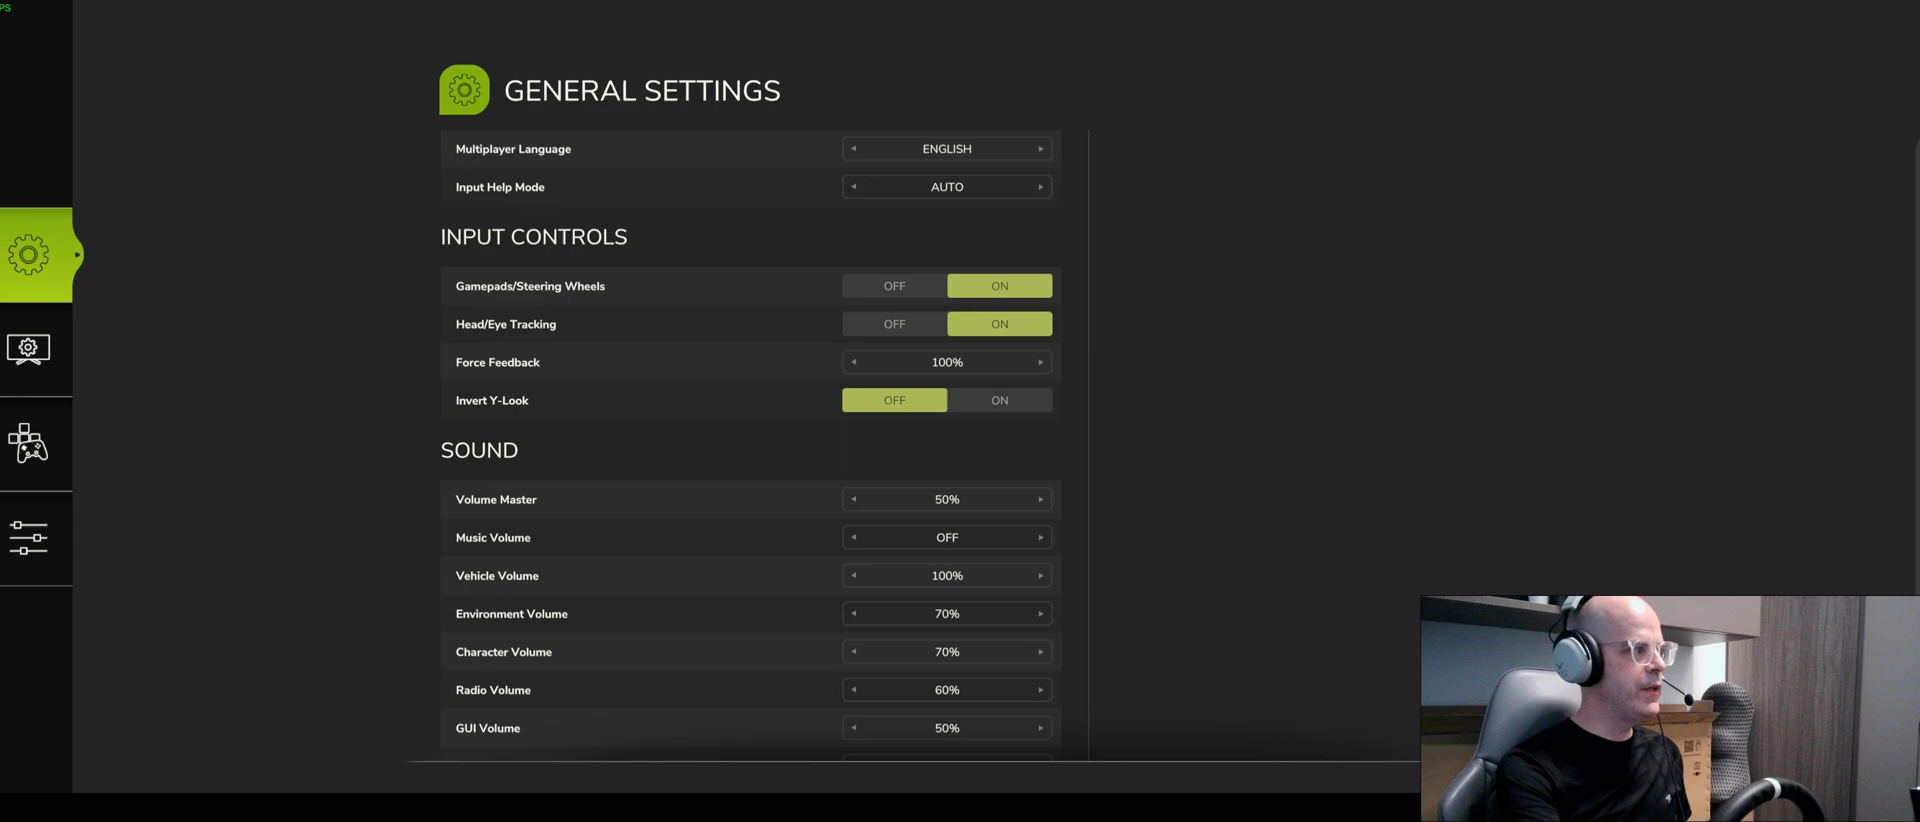 PS
GENERAL SETTINGS
Multiplayer Language ENGLISH
Input Help Mode AUTO
INPUT CONTROLS
Gamepads/Steering Wheels OFF ON
Head/Eye Tracking OFF ON
Force Feedback 100%
Invert Y-Look OFF ON
SOUND
Volume Master 50%
Music Volume OFF
Vehicle Volume 100%
Environment Volume 70%
Character Volume 70%
Radio Volume 60%
GUI Volume 50%